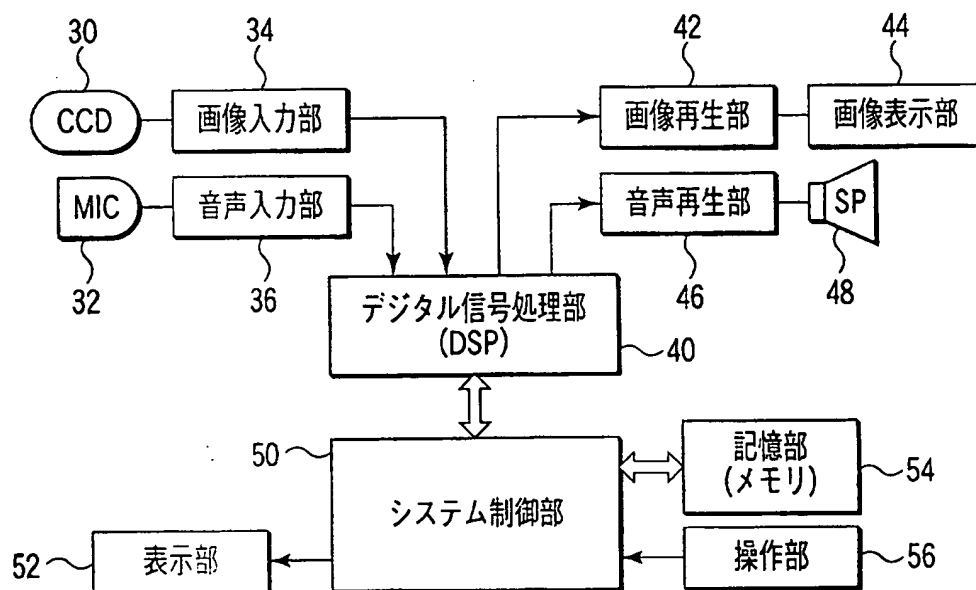 30
34
42
44
CCD
画像入力部
画像再生部
画像表示部
MIC
音声入力部
音声再生部
SP
32
36
46
48
デジタル信号処理部
(DSP)
40
50
記憶部
(メモリ)
54
システム制御部
52
表示部
操作部
56